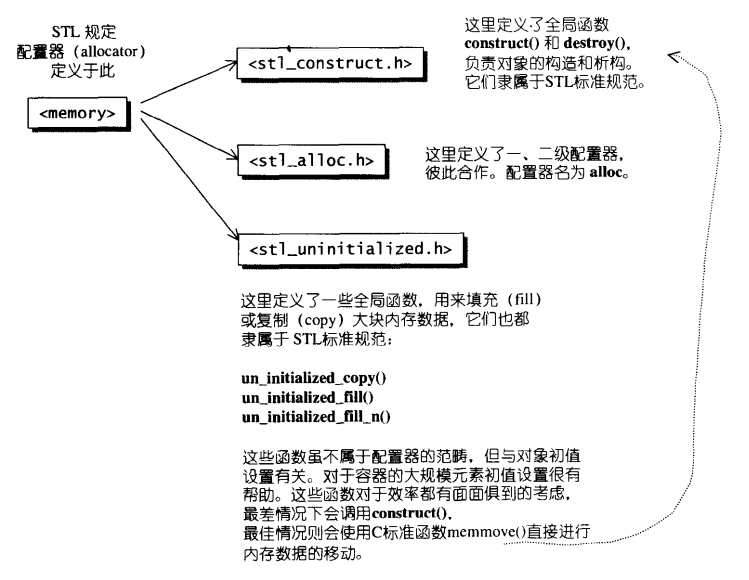 STL 规定
配置器（allocator）
定义于此
<memory>
<stl_construct.h>
这里定义了全局函数
construct() 和 destroy()，
负责对象的构造和析构。
它们隶属于STL标准规范。
<stl_alloc.h>
这里定义了一、二级配置器，
彼此合作。配置器名为 alloc。
<stl_uninitialized.h>
这里定义了一些全局函数，用来填充（fill）
或复制（copy）大块内存数据，它们也都
隶属于 STL标准规范：
un_initialized_copy()
un_initialized_fill()
un_initialized_fill_n()
这些函数虽不属于配置器的范畴，但与对象初值
设置有关。对于容器的大规模元素初值设置很有
帮助。这些函数对于效率都有面面俱到的考虑，
最差情况下会调用construct()，
最佳情况则会使用C标准函数memmove()直接进行
内存数据的移动。